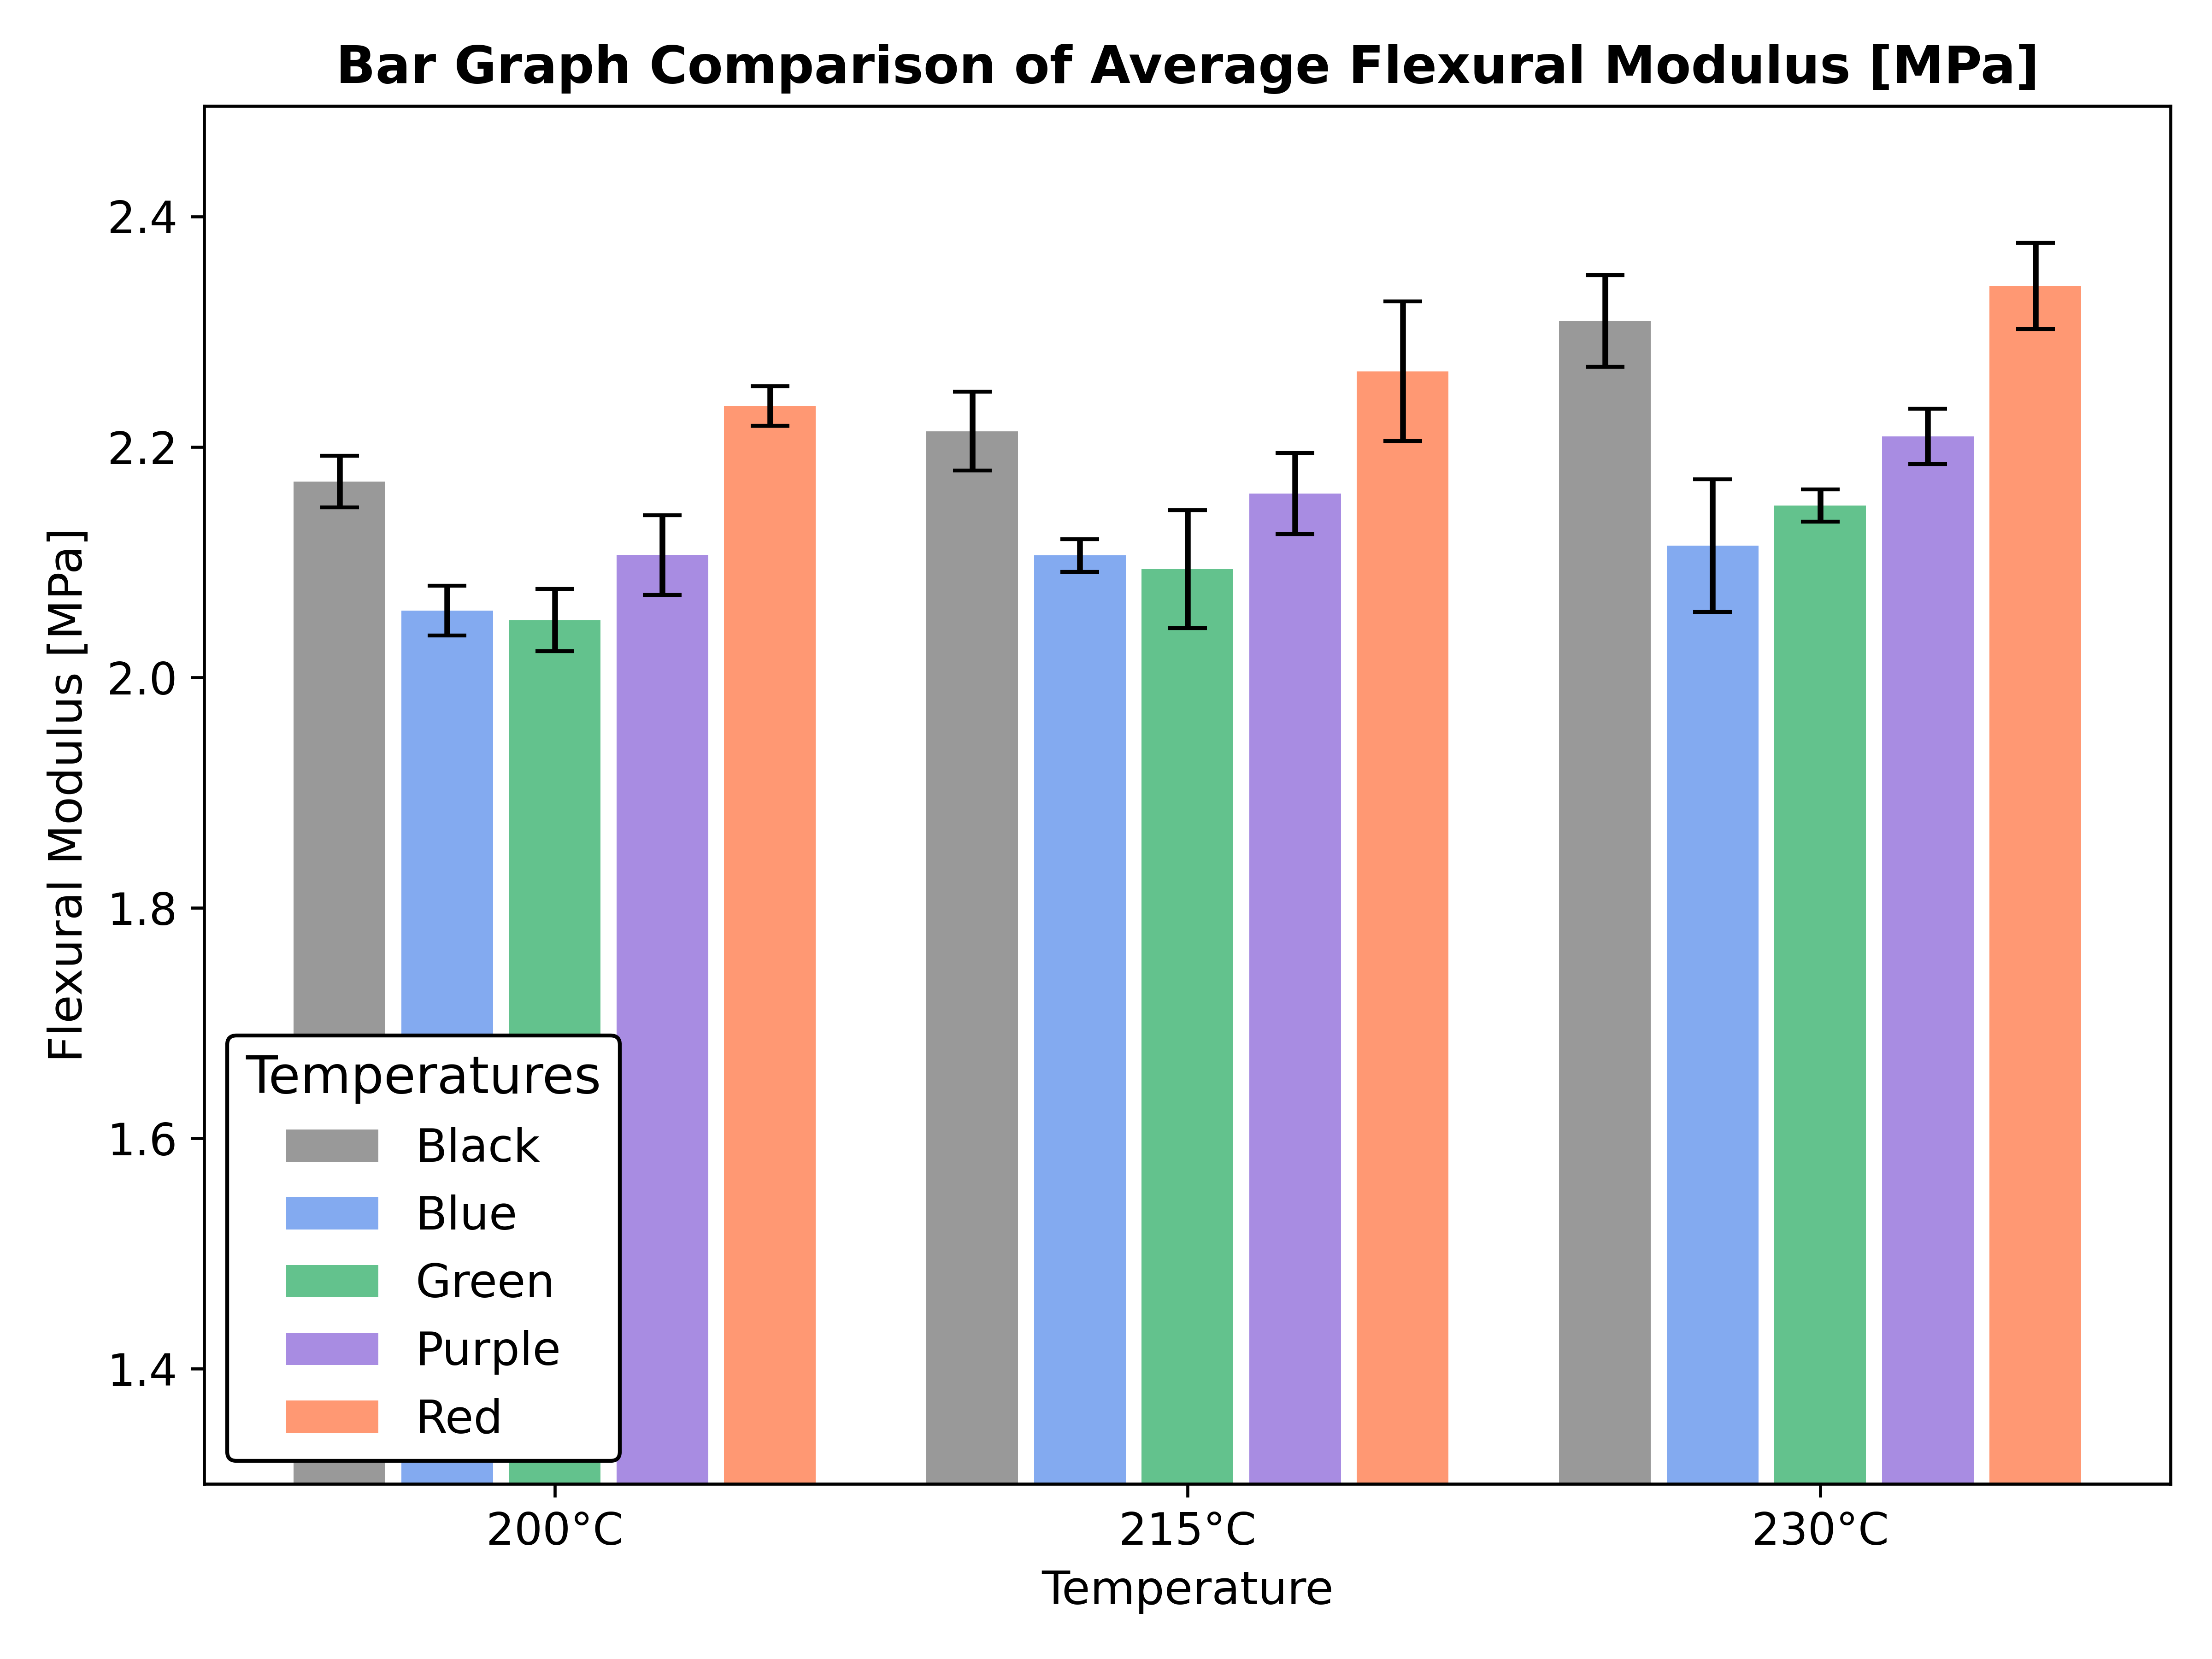 Bar Graph Comparison of Average Flexural Modulus [MPa]
Flexural Modulus [MPa]
2.4
2.2
2.0
1.8
1.6
1.4
Temperatures
Black
Blue
Green
Purple
Red
200°C
215°C
230°C
Temperature